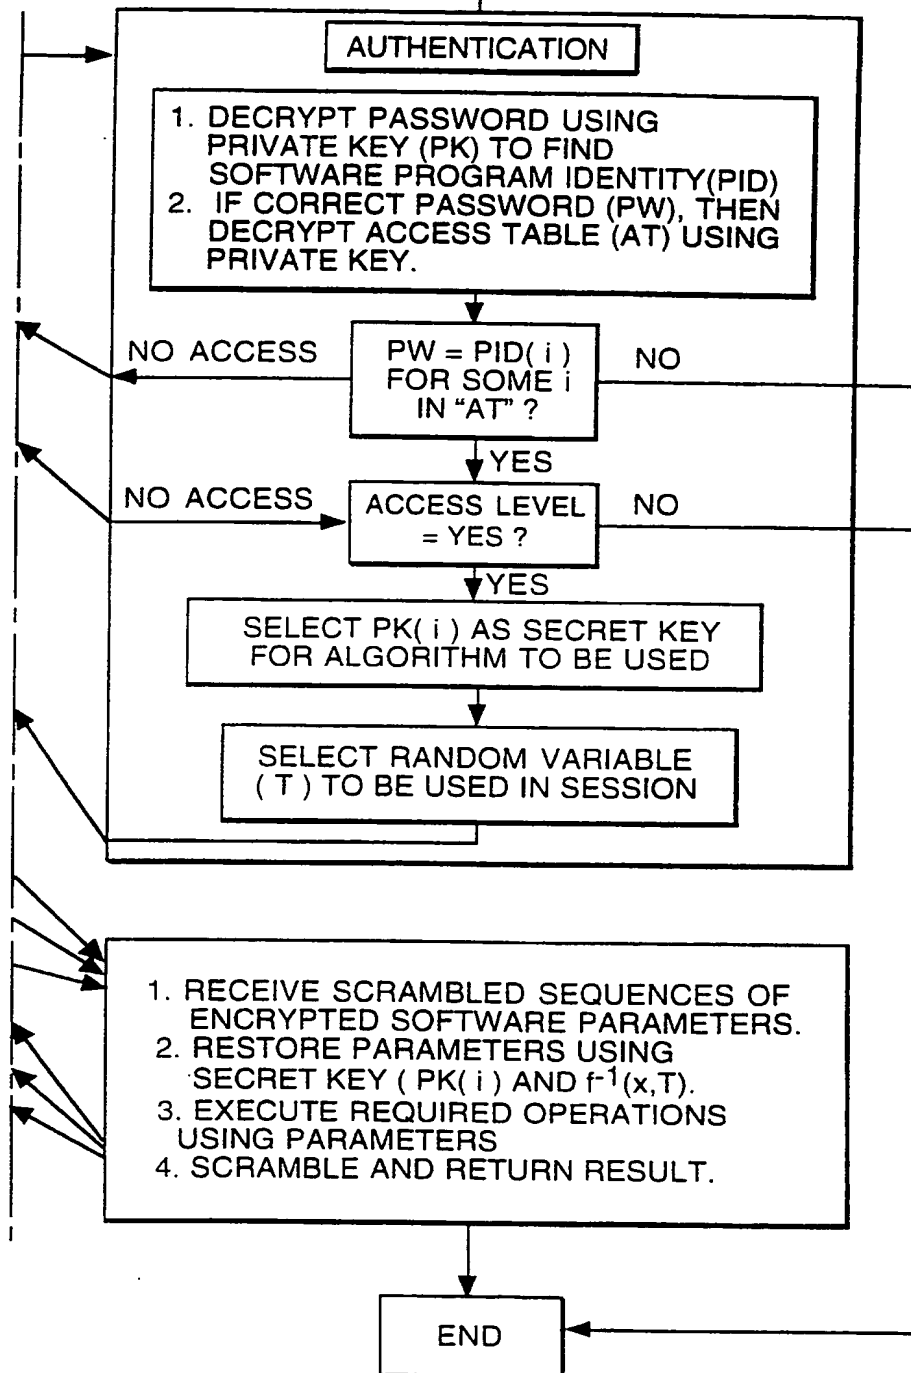 AUTHENTICATION
1. DECRYPT PASSWORD USING
PRIVATE KEY (PK) TO FIND
SOFTWARE PROGRAM IDENTITY(PID)
2. IF CORRECT PASSWORD (PW), THEN
DECRYPT ACCESS TABLE (AT) USING
PRIVATE KEY.
NO ACCESS
PW = PID( i )
FOR SOME i
IN "AT" ?
NO
YES
NO ACCESS
ACCESS LEVEL
= YES ?
NO
YES
SELECT PK( i ) AS SECRET KEY
FOR ALGORITHM TO BE USED
SELECT RANDOM VARIABLE
( T ) TO BE USED IN SESSION
1. RECEIVE SCRAMBLED SEQUENCES OF
ENCRYPTED SOFTWARE PARAMETERS.
2. RESTORE PARAMETERS USING
SECRET KEY ( PK( i ) AND f⁻¹(x,T).
3. EXECUTE REQUIRED OPERATIONS
USING PARAMETERS
4. SCRAMBLE AND RETURN RESULT.
END